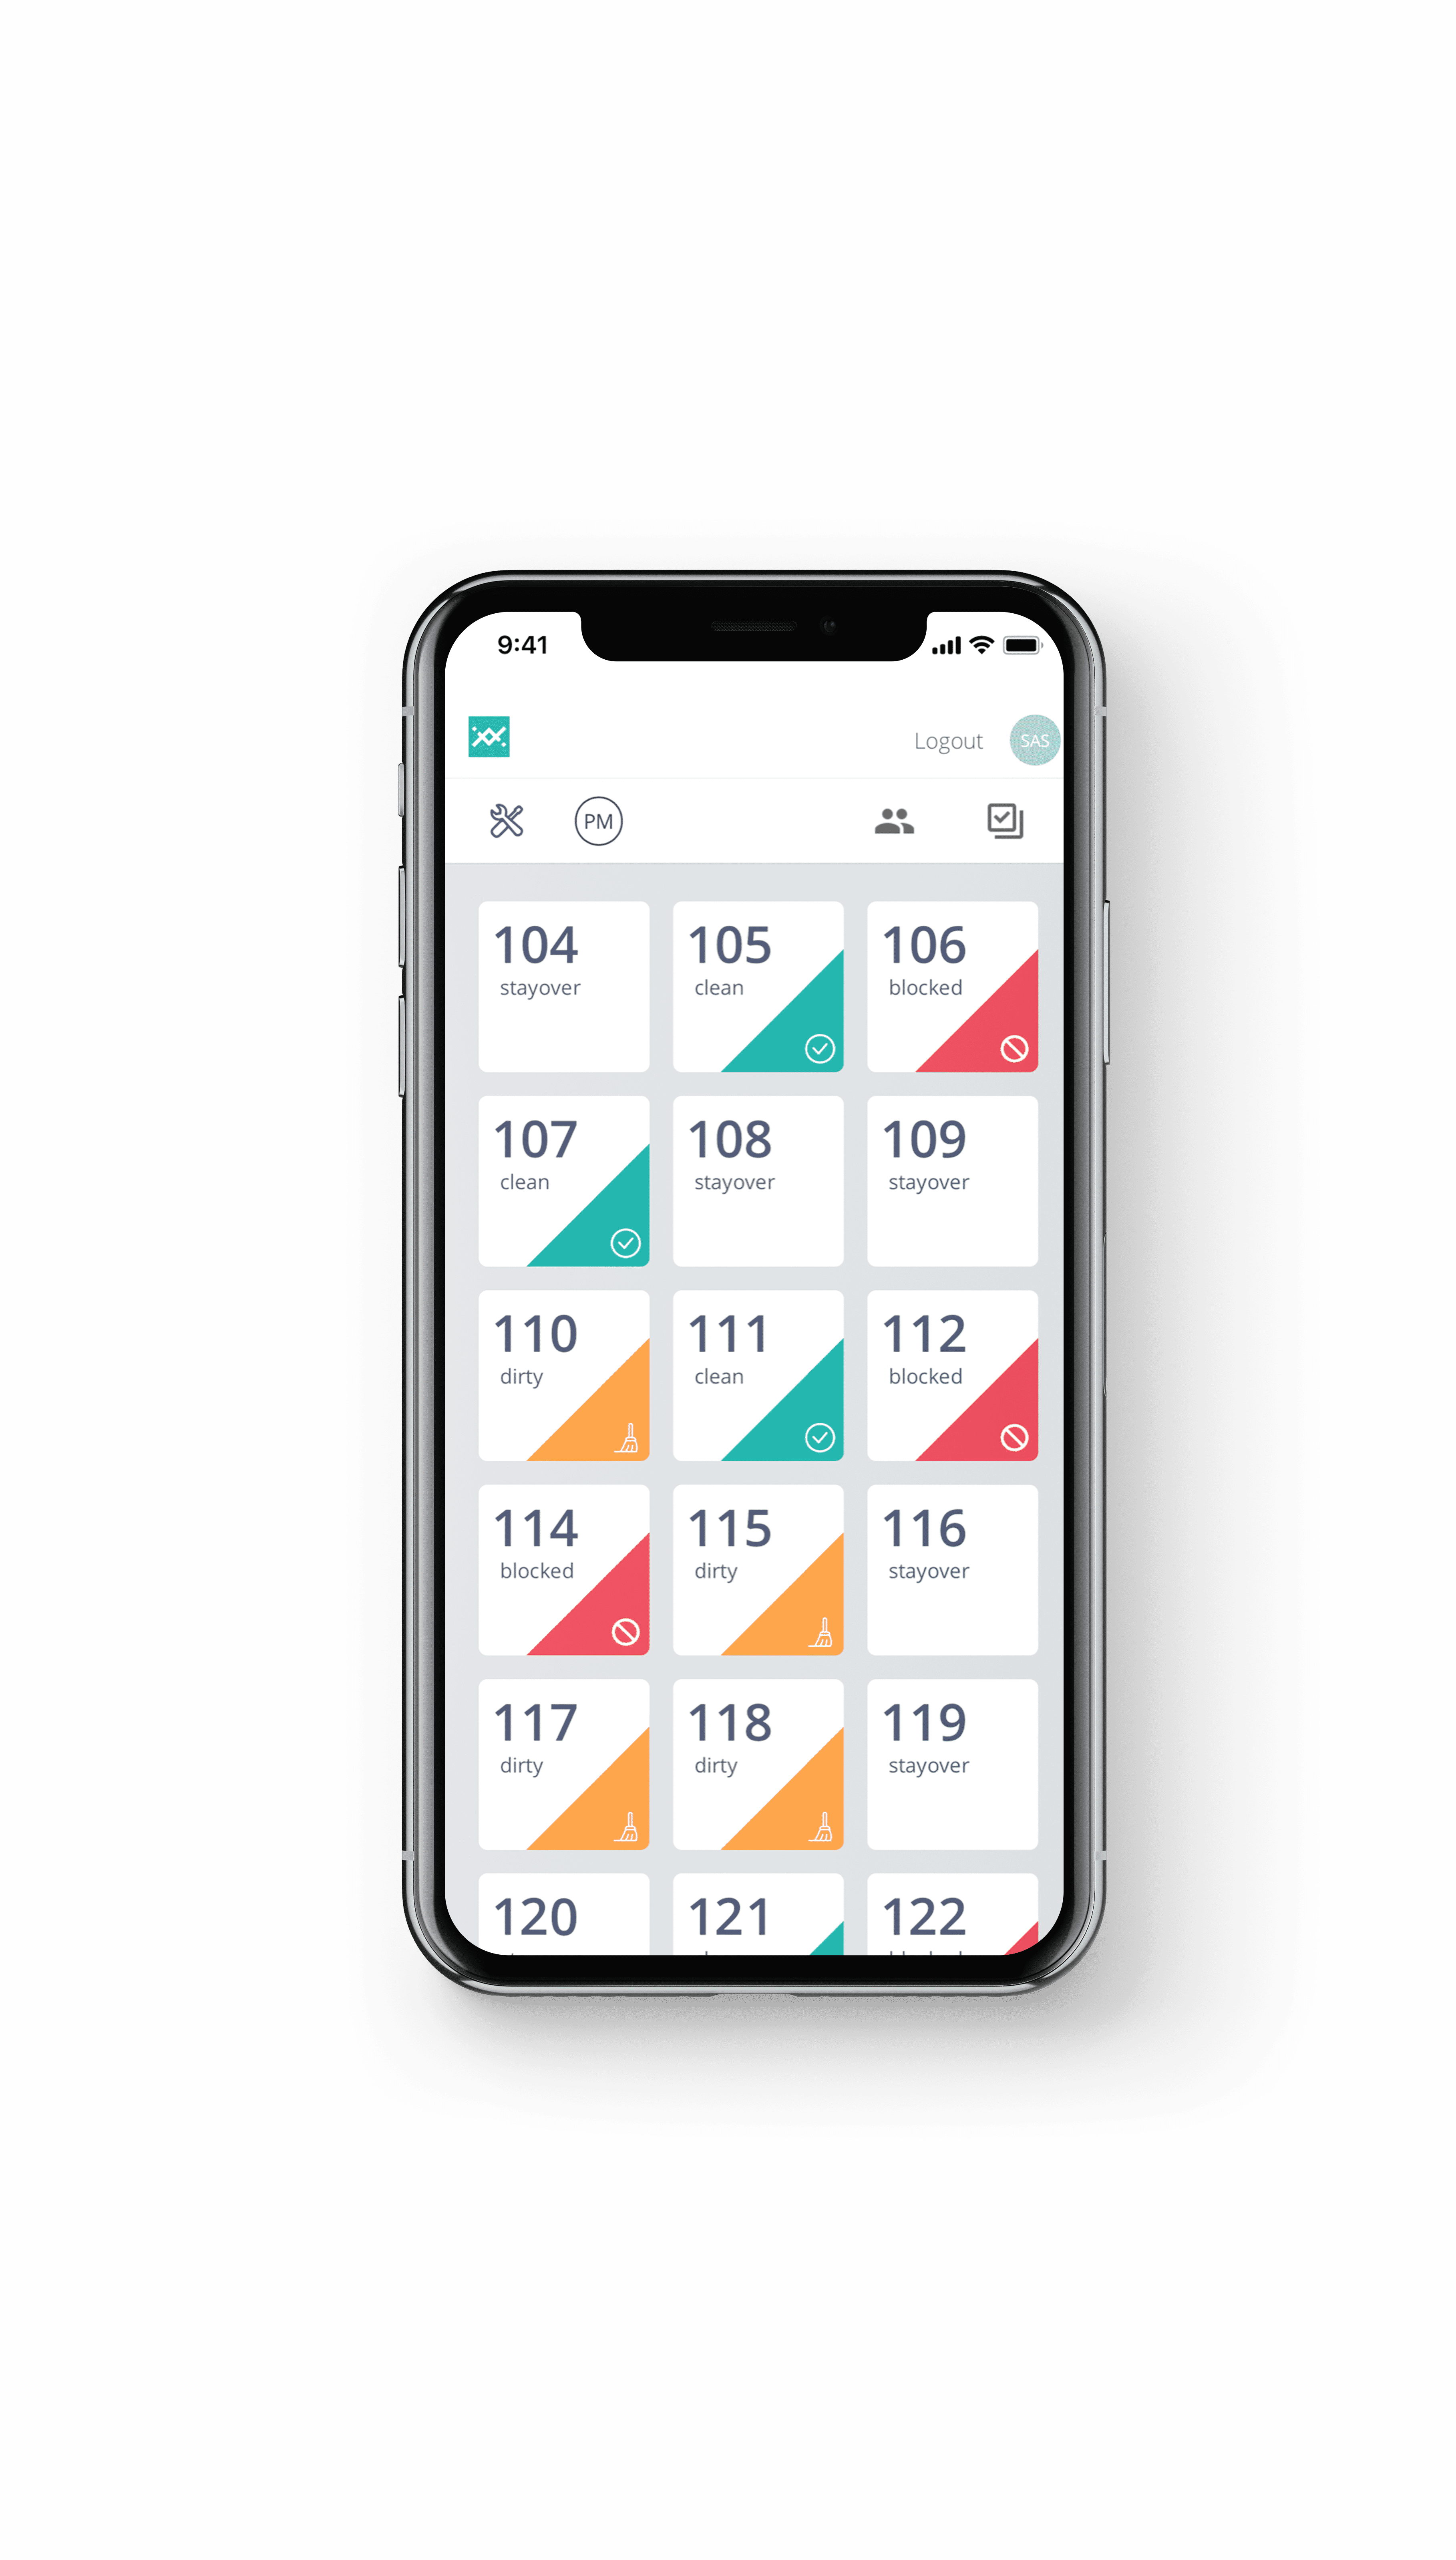 9:41
Logout SAS
PM
104 105 106
stayover clean blocked
107 108 109
clean stayover stayover
110 111 112
dirty clean blocked
114 115 116
blocked dirty stayover
117 118 119
dirty dirty stayover
120 121 122